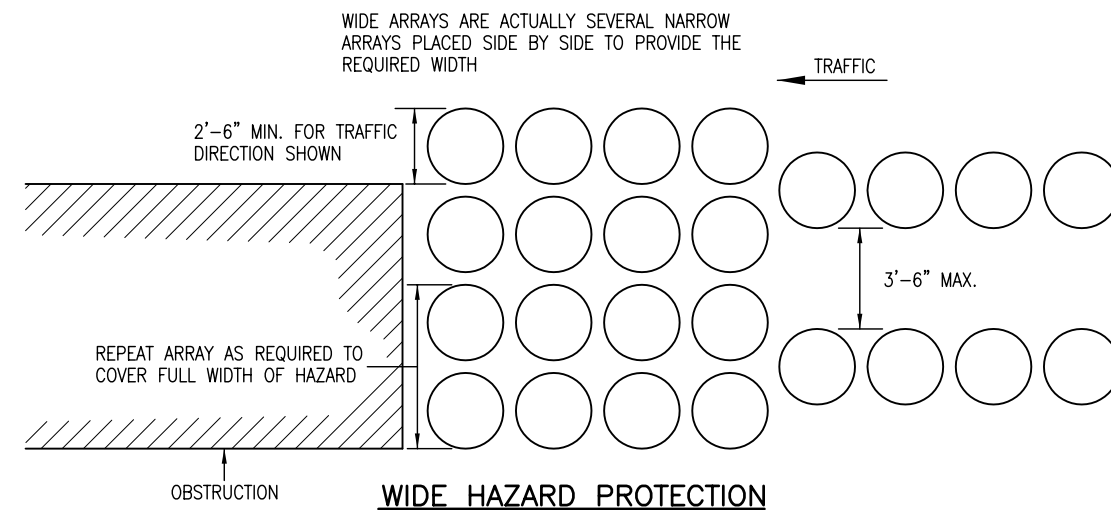 WIDE ARRAYS ARE ACTUALLY SEVERAL NARROW
ARRAYS PLACED SIDE BY SIDE TO PROVIDE THE
REQUIRED WIDTH
TRAFFIC
2'-6" MIN. FOR TRAFFIC
DIRECTION SHOWN
3'-6" MAX.
REPEAT ARRAY AS REQUIRED TO
COVER FULL WIDTH OF HAZARD
OBSTRUCTION
WIDE HAZARD PROTECTION